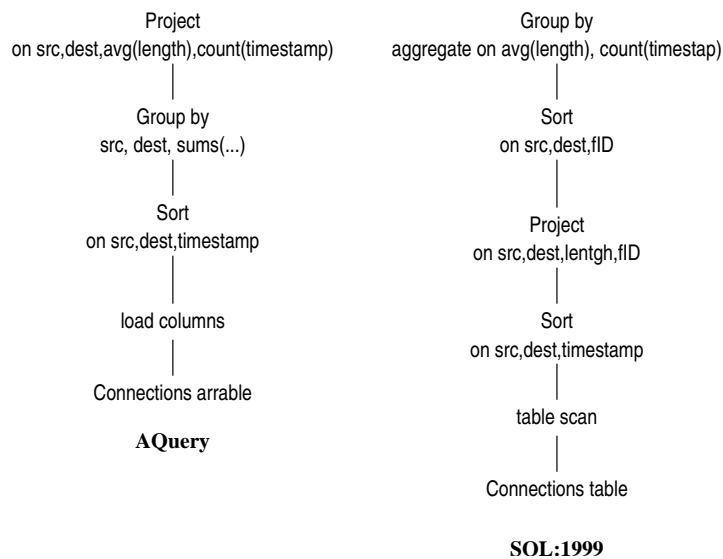 Project
on src,dest,avg(length),count(timestamp)
Group by
src, dest, sums(...)
Sort
on src,dest,timestamp
load columns
Connections arrable
AQuery
Group by
aggregate on avg(length), count(timestap)
Sort
on src,dest,fID
Project
on src,dest,lentgh,fID
Sort
on src,dest,timestamp
table scan
Connections table
SQL:1999